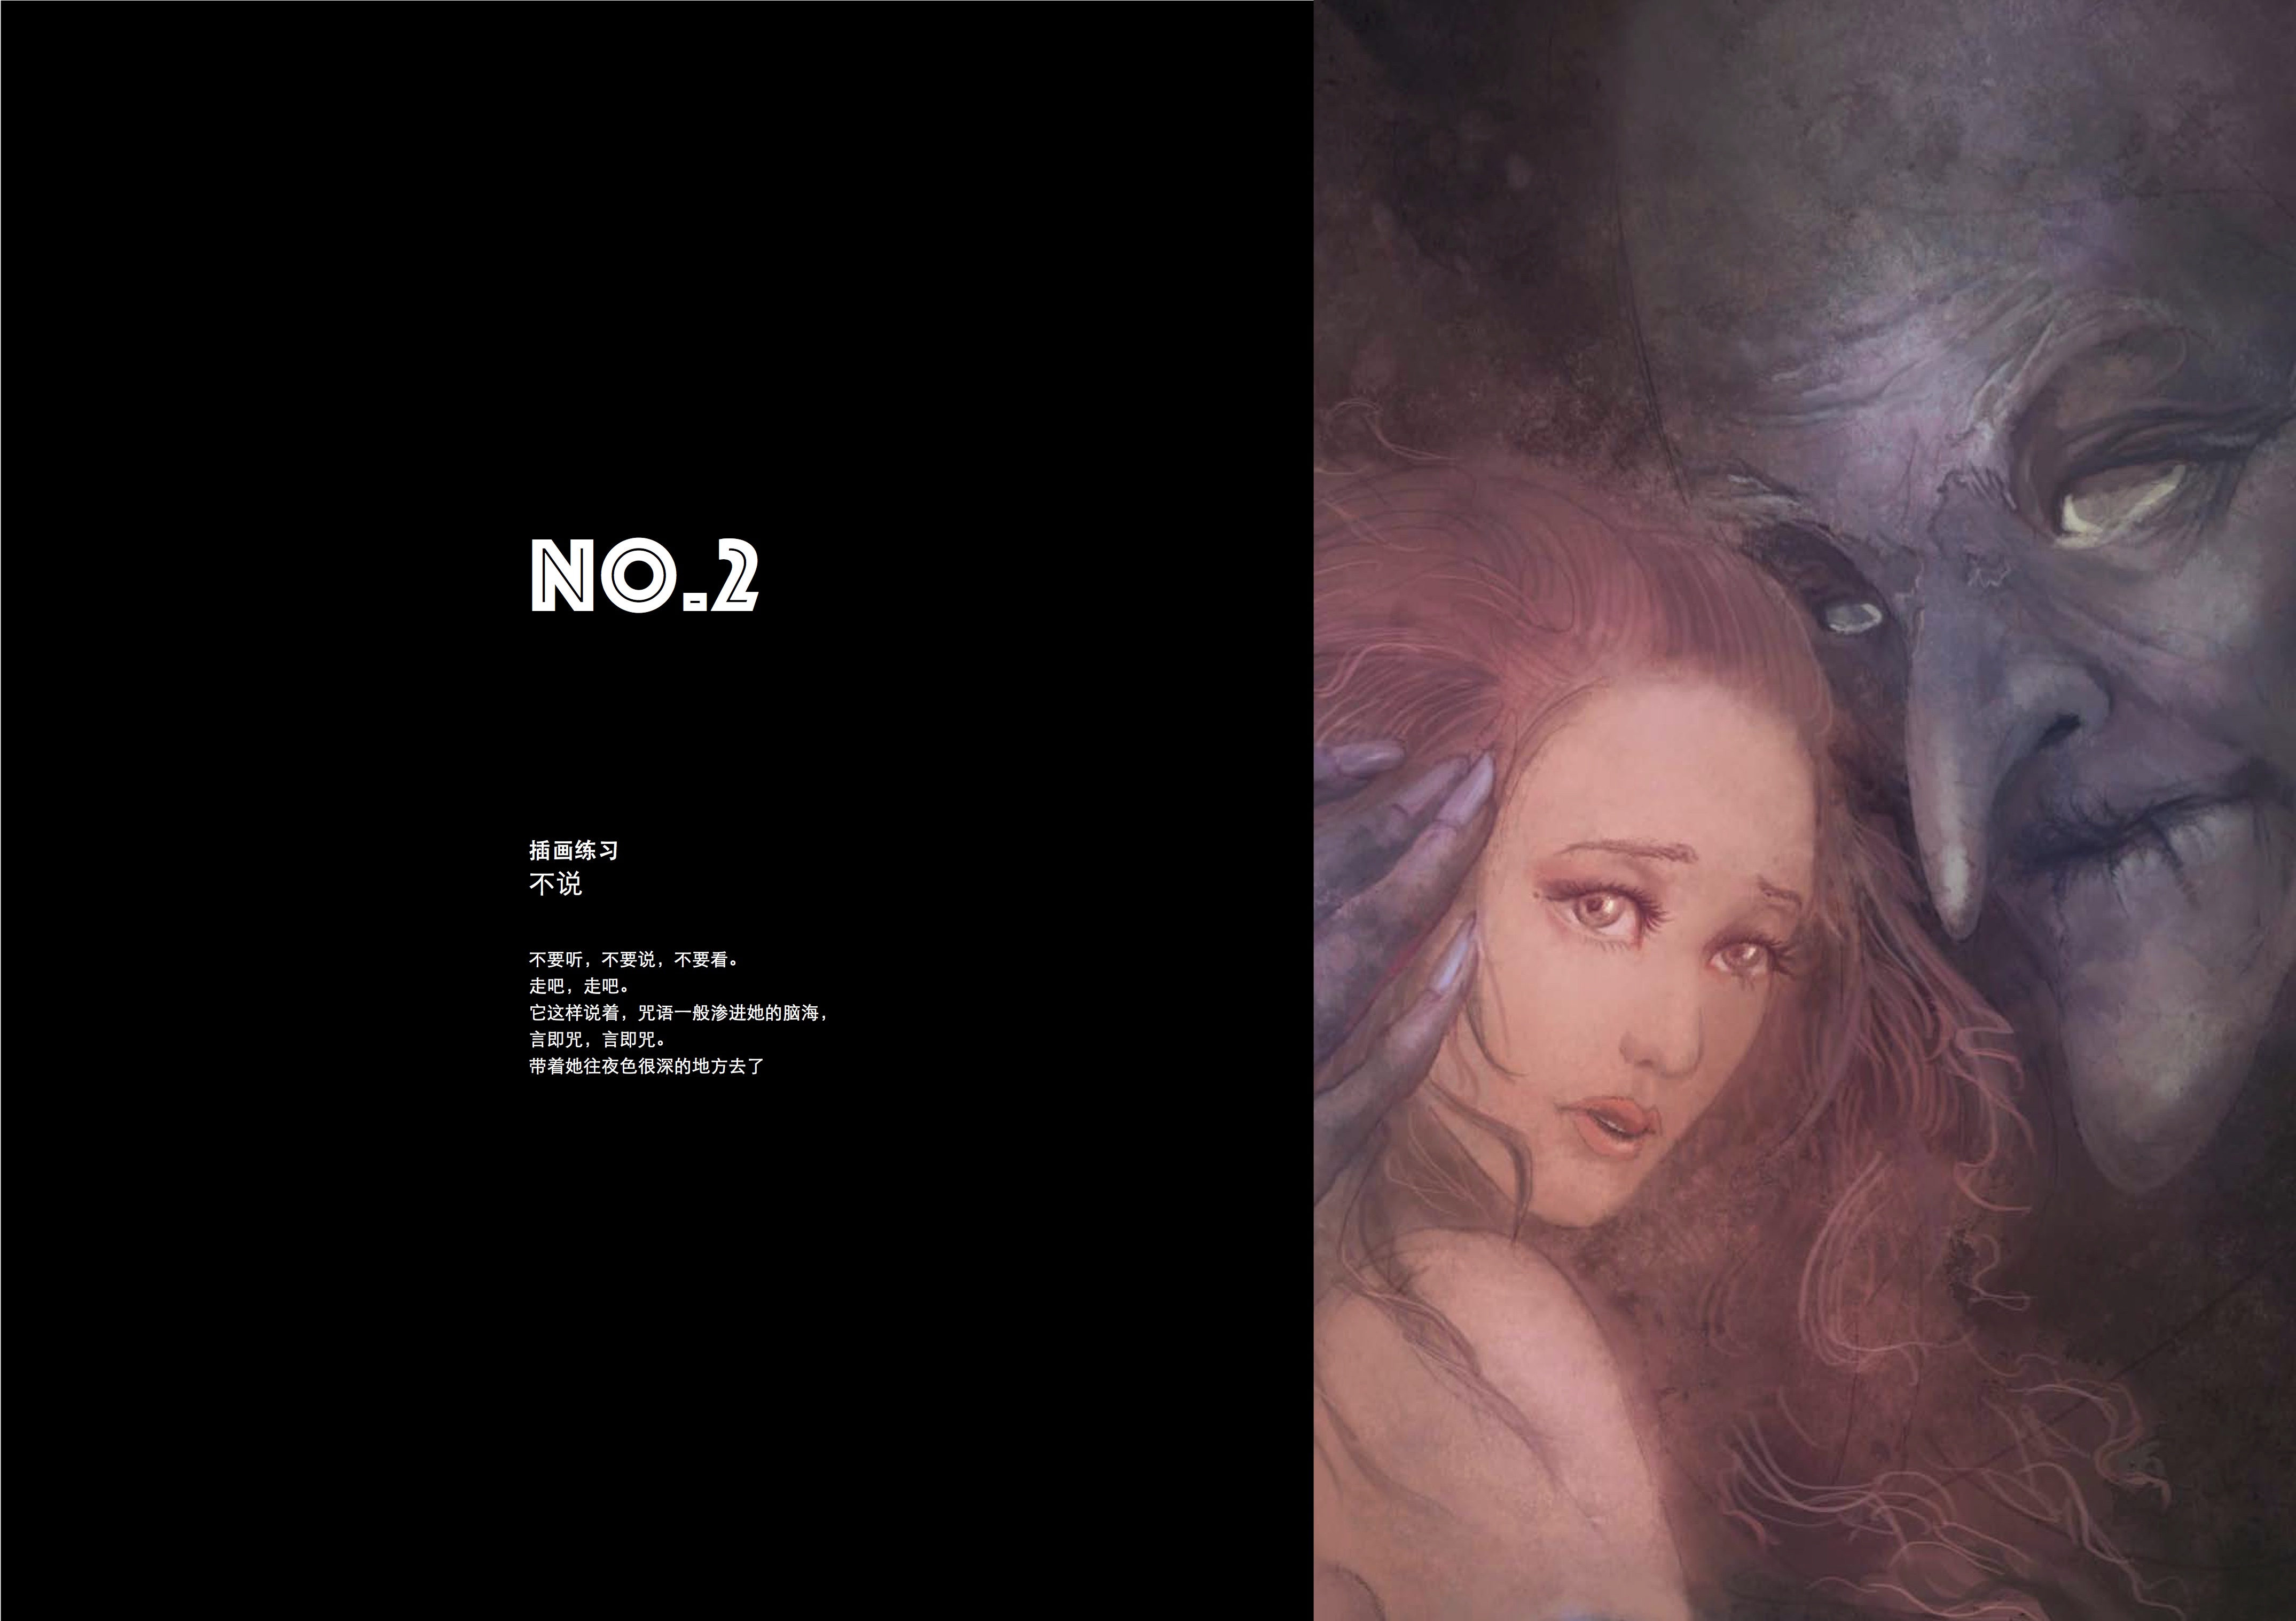 NO.2
插画练习
不说
不要听，不要说，不要看。
走吧，走吧。
它这样说着，咒语一般渗进她的脑海，
言即咒，言即咒。
带着她往夜色很深的地方去了